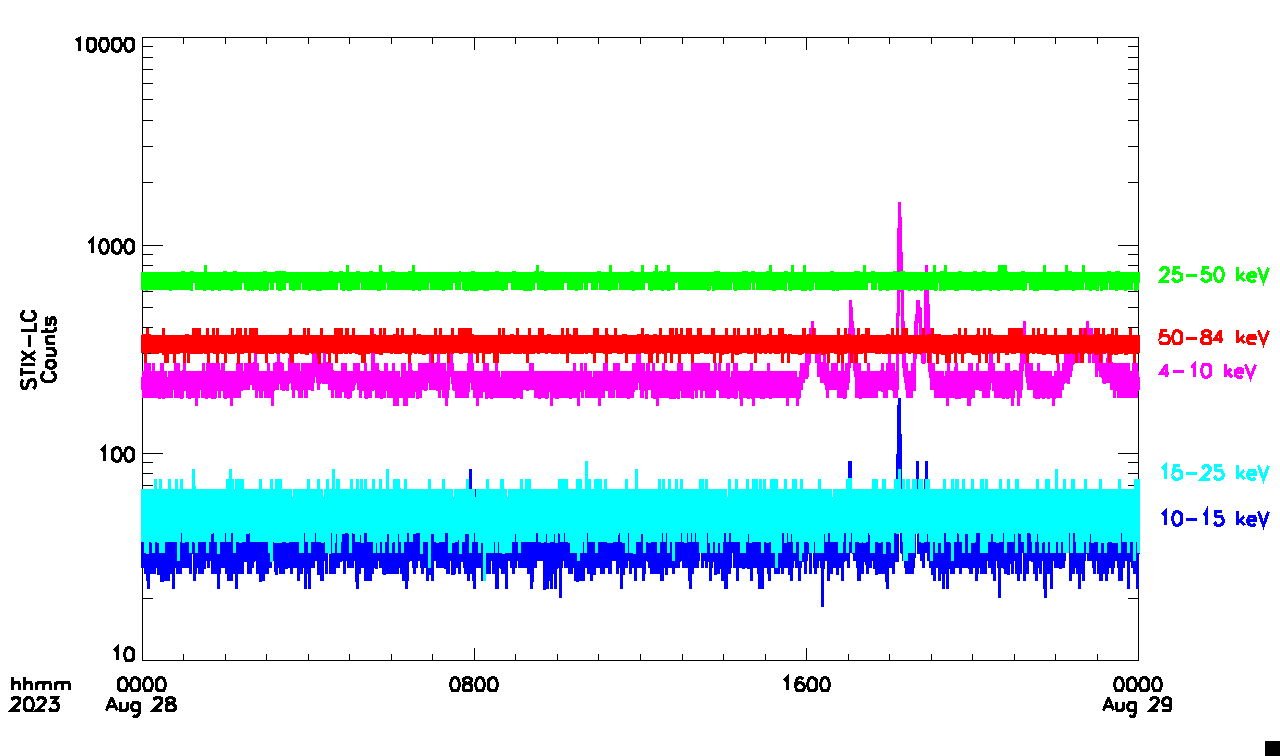 10000
1000
100
10
STIX-LC
Counts
25-50 keV
50-84 keV
4-10 keV
15-25 keV
10-15 keV
hhmm 0000 0800 1600 0000
2023 Aug 28 Aug 29